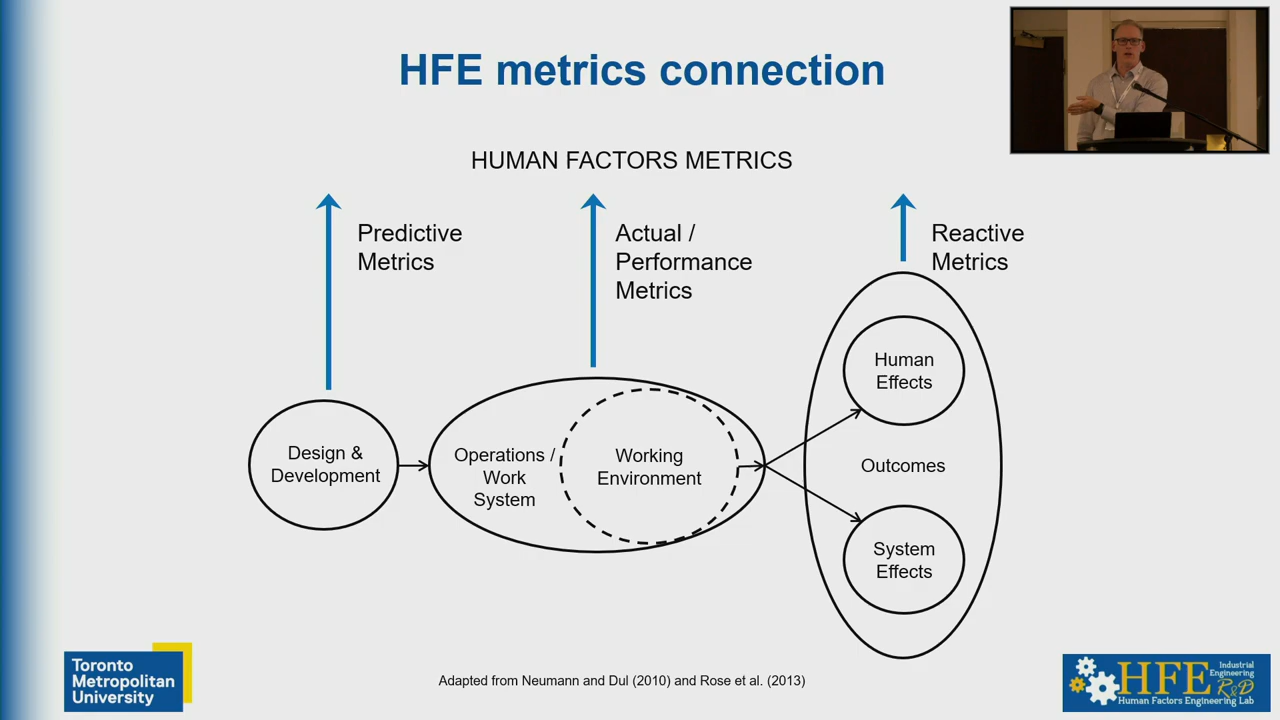 HFE metrics connection
HUMAN FACTORS METRICS
Predictive
Metrics
Actual /
Performance
Metrics
Reactive
Metrics
Design &
Development
Operations /
Work
System
Working
Environment
Human
Effects
Outcomes
System
Effects
Toronto
Metropolitan
University
Adapted from Neumann and Dul (2010) and Rose et al. (2013)
HFE
Industrial
Engineering
R&D
Human Factors Engineering Lab